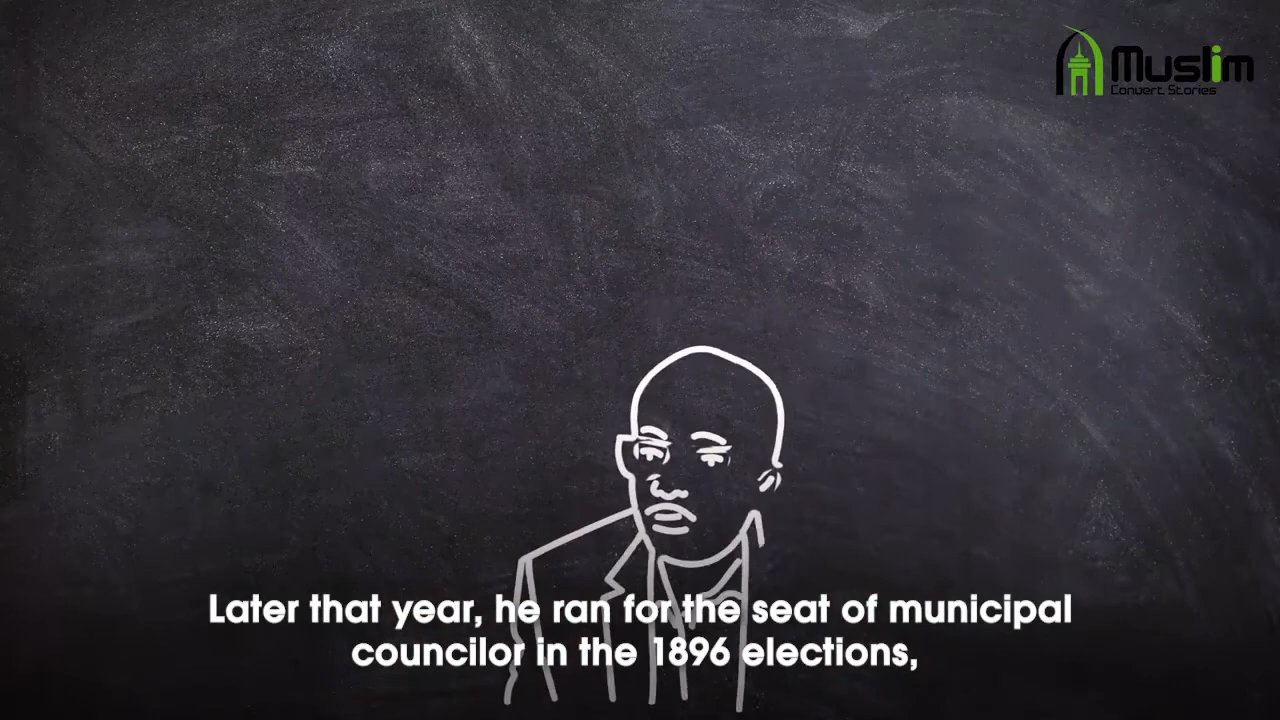 Muslim
Convert Stories
Later that year, he ran for the seat of municipal
councilor in the 1896 elections,